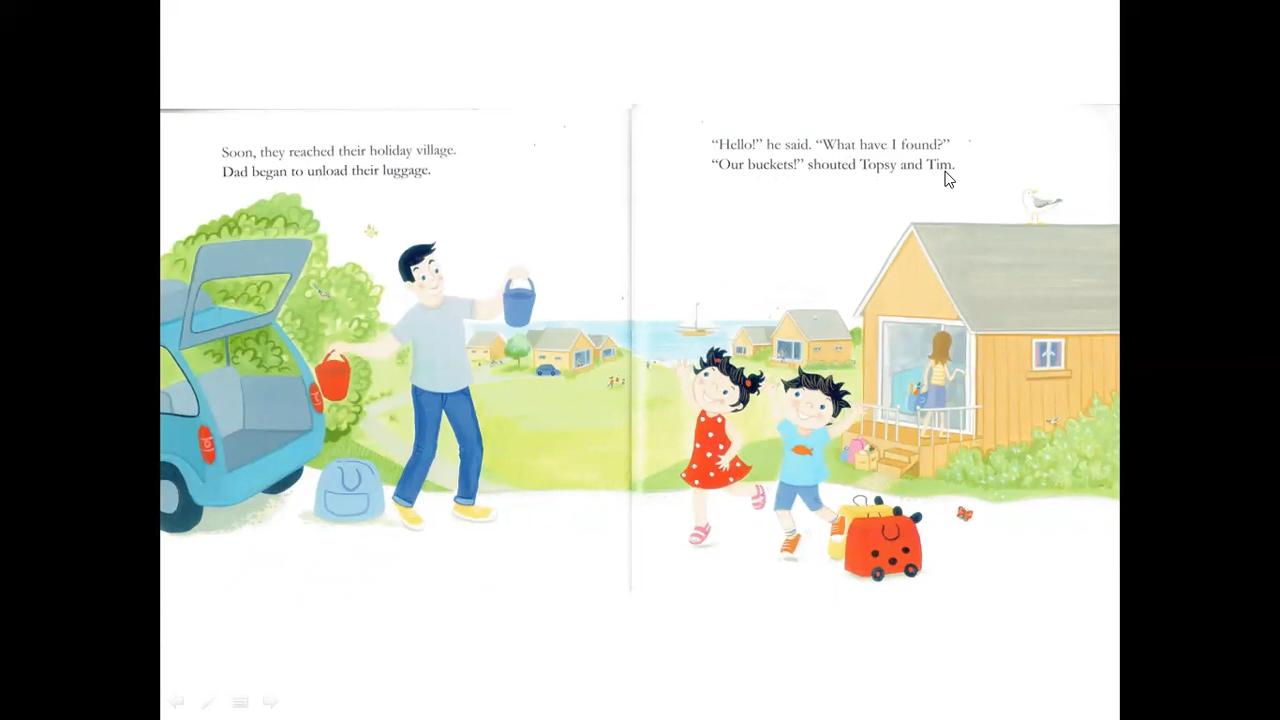 Soon, they reached their holiday village.
Dad began to unload their luggage.
“Hello!” he said. “What have I found?”
“Our buckets!” shouted Topsy and Tim.